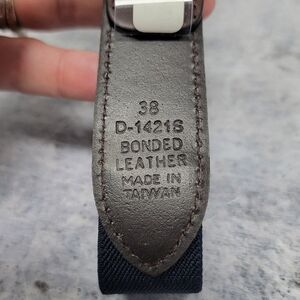 38
D-1421S
BONDED
LEATHER
MADE IN
TAIWAN